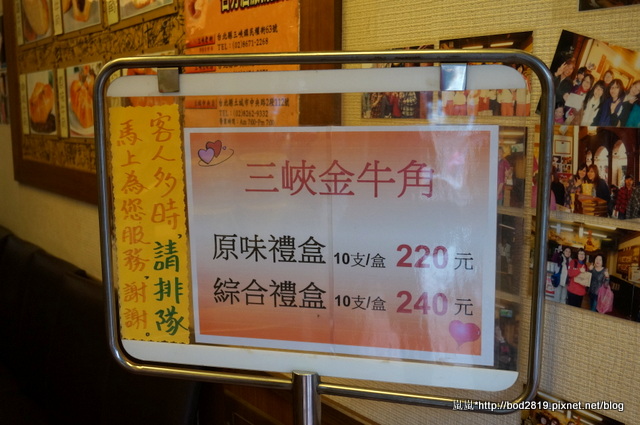 三峽金牛角
原味禮盒 10支/盒 220元
綜合禮盒 10支/盒 240元
客人多時,請排隊
馬上為您服務,謝謝。
嵐嵐*http://bod2819.pixnet.net/blog